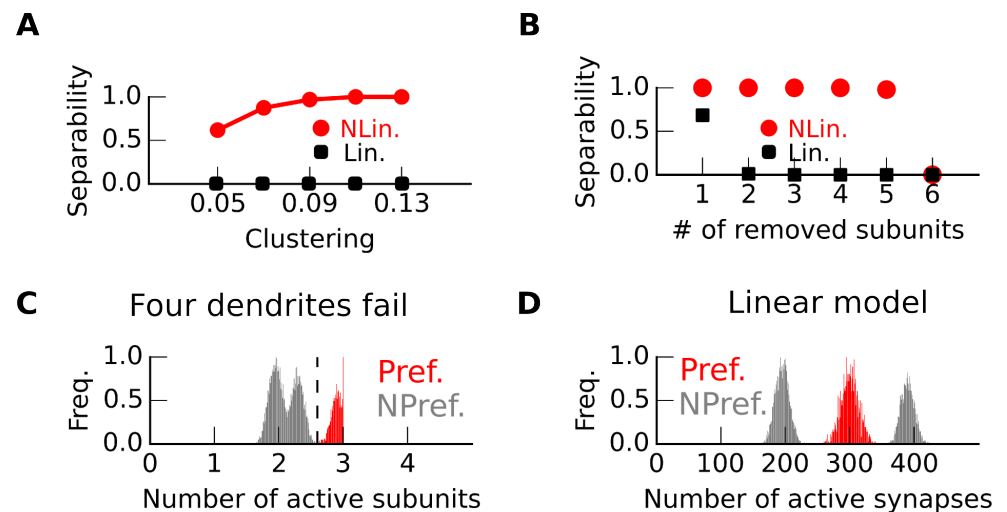 A
Separability
1.0
0.5
0.0
NLin.
Lin.
0.05 0.09 0.13
Clustering
B
Separability
1.0
0.5
0.0
NLin.
Lin.
1 2 3 4 5 6
# of removed subunits
C
Four dendrites fail
Freq.
1.0
0.5
0.0
Pref.
NPref.
0 1 2 3 4
Number of active subunits
D
Linear model
Freq.
1.0
0.5
0.0
Pref.
NPref.
0 100 200 300 400
Number of active synapses